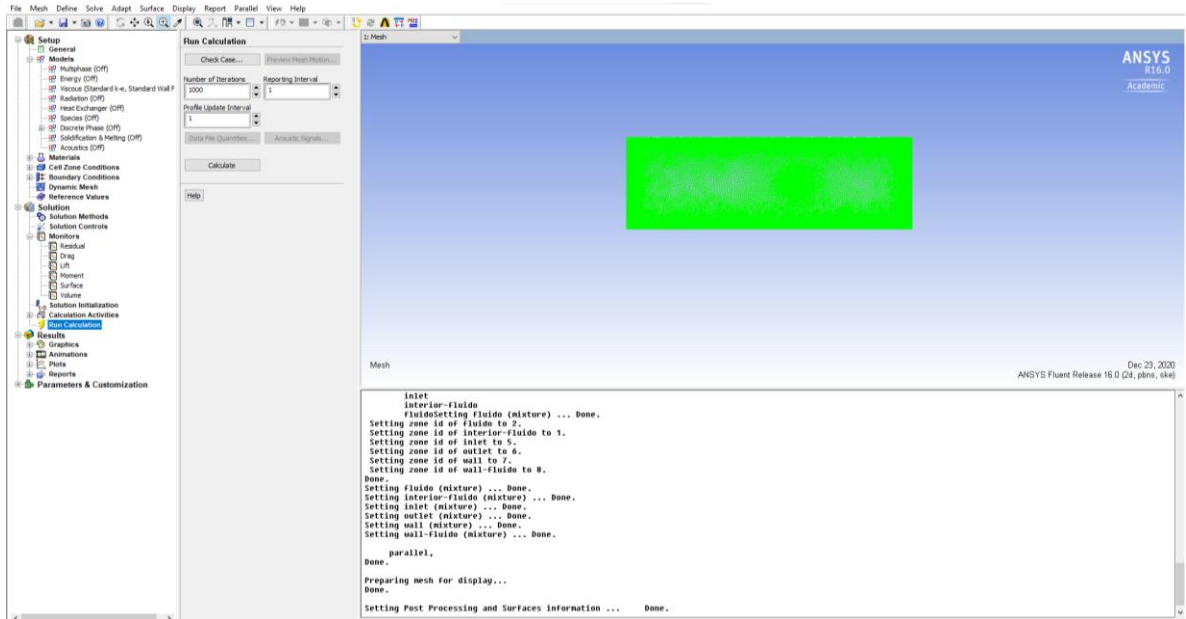 File Mesh Define Solve Adapt Surface Display Report Parallel View Help
Setup
General
Models
Multiphase (Off)
Energy (Off)
Viscous (Standard k-e, Standard Wall F
Radiation (Off)
Heat Exchanger (Off)
Species (Off)
Discrete Phase (Off)
Solidification & Melting (Off)
Acoustics (Off)
Materials
Cell Zone Conditions
Boundary Conditions
Dynamic Mesh
Reference Values
Solution
Solution Methods
Solution Controls
Monitors
Residual
Drag
Lift
Moment
Surface
Volume
Solution Initialization
Calculation Activities
Run Calculation
Results
Graphics
Animations
Plots
Reports
Parameters & Customization
Run Calculation
Check Case... Preview Mesh Motion...
Number of Iterations Reporting Interval
1000 1
Profile Update Interval
1
Data File Quantities... Acoustic Signals...
Calculate
Help
1: Mesh
ANSYS
R16.0
Academic
Mesh
Dec 23, 2020
ANSYS Fluent Release 16.0 (2d, pbns, ske)
inlet
interior-fluido
fluidoSetting fluido (mixture) ... Done.
Setting zone id of fluido to 2.
Setting zone id of interior-fluido to 1.
Setting zone id of inlet to 5.
Setting zone id of outlet to 6.
Setting zone id of wall to 7.
Setting zone id of wall-fluido to 8.
Done.
Setting fluido (mixture) ... Done.
Setting interior-fluido (mixture) ... Done.
Setting inlet (mixture) ... Done.
Setting outlet (mixture) ... Done.
Setting wall (mixture) ... Done.
Setting wall-fluido (mixture) ... Done.
parallel,
Done.
Preparing mesh for display...
Done.
Setting Post Processing and Surfaces information ... Done.